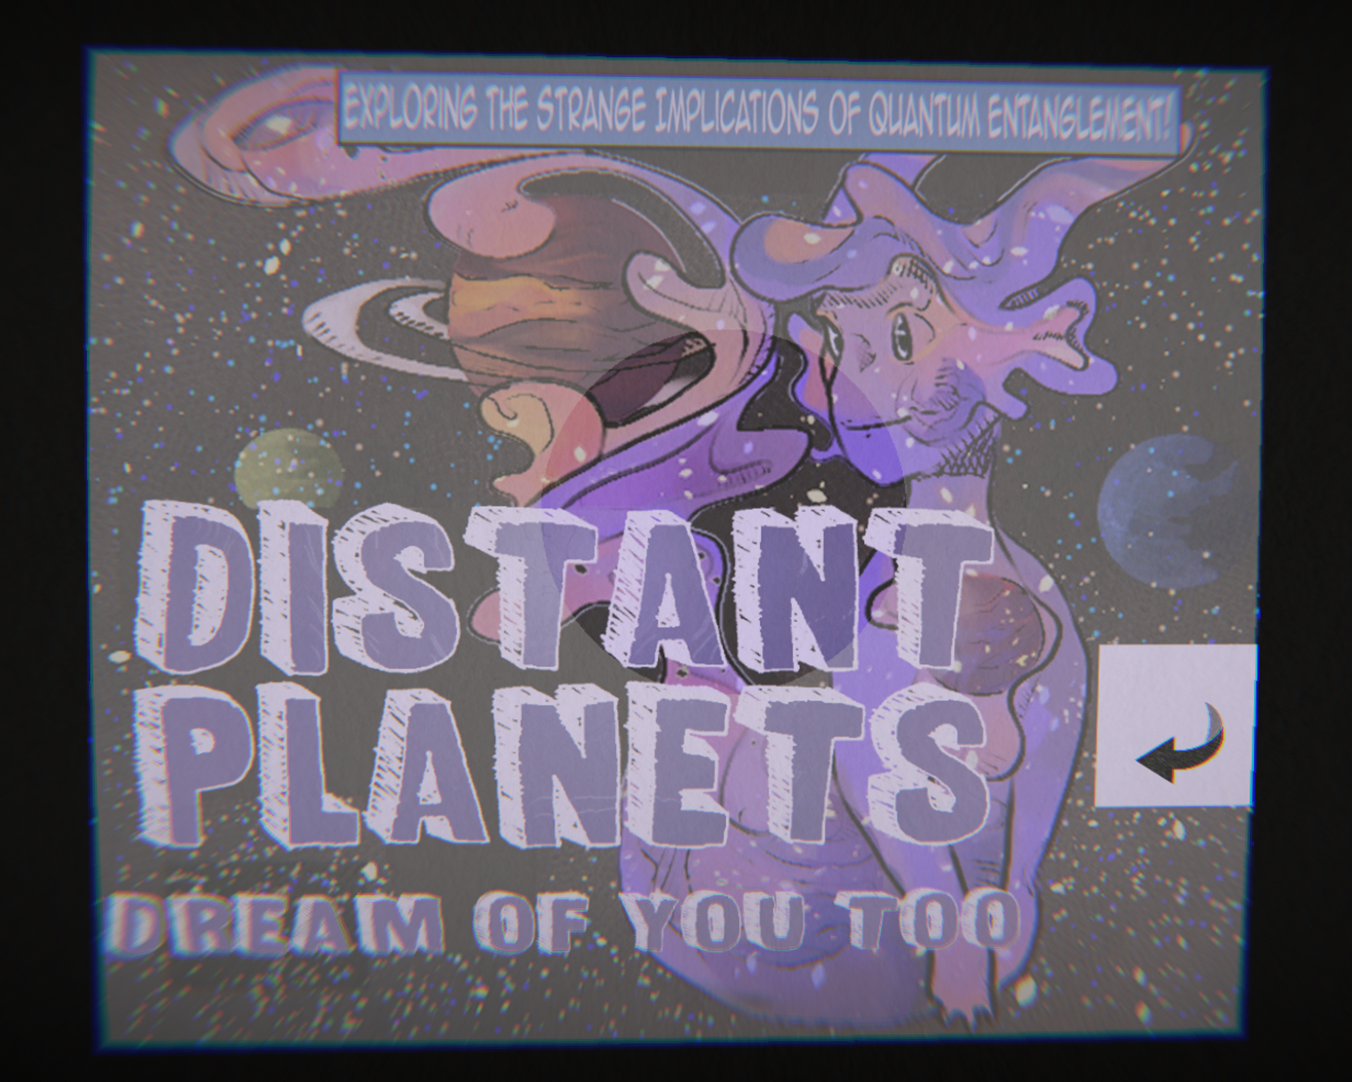 EXPLORING THE STRANGE IMPLICATIONS OF QUANTUM ENTANGLEMENT!
DISTANT
PLANETS
DREAM OF YOU TOO